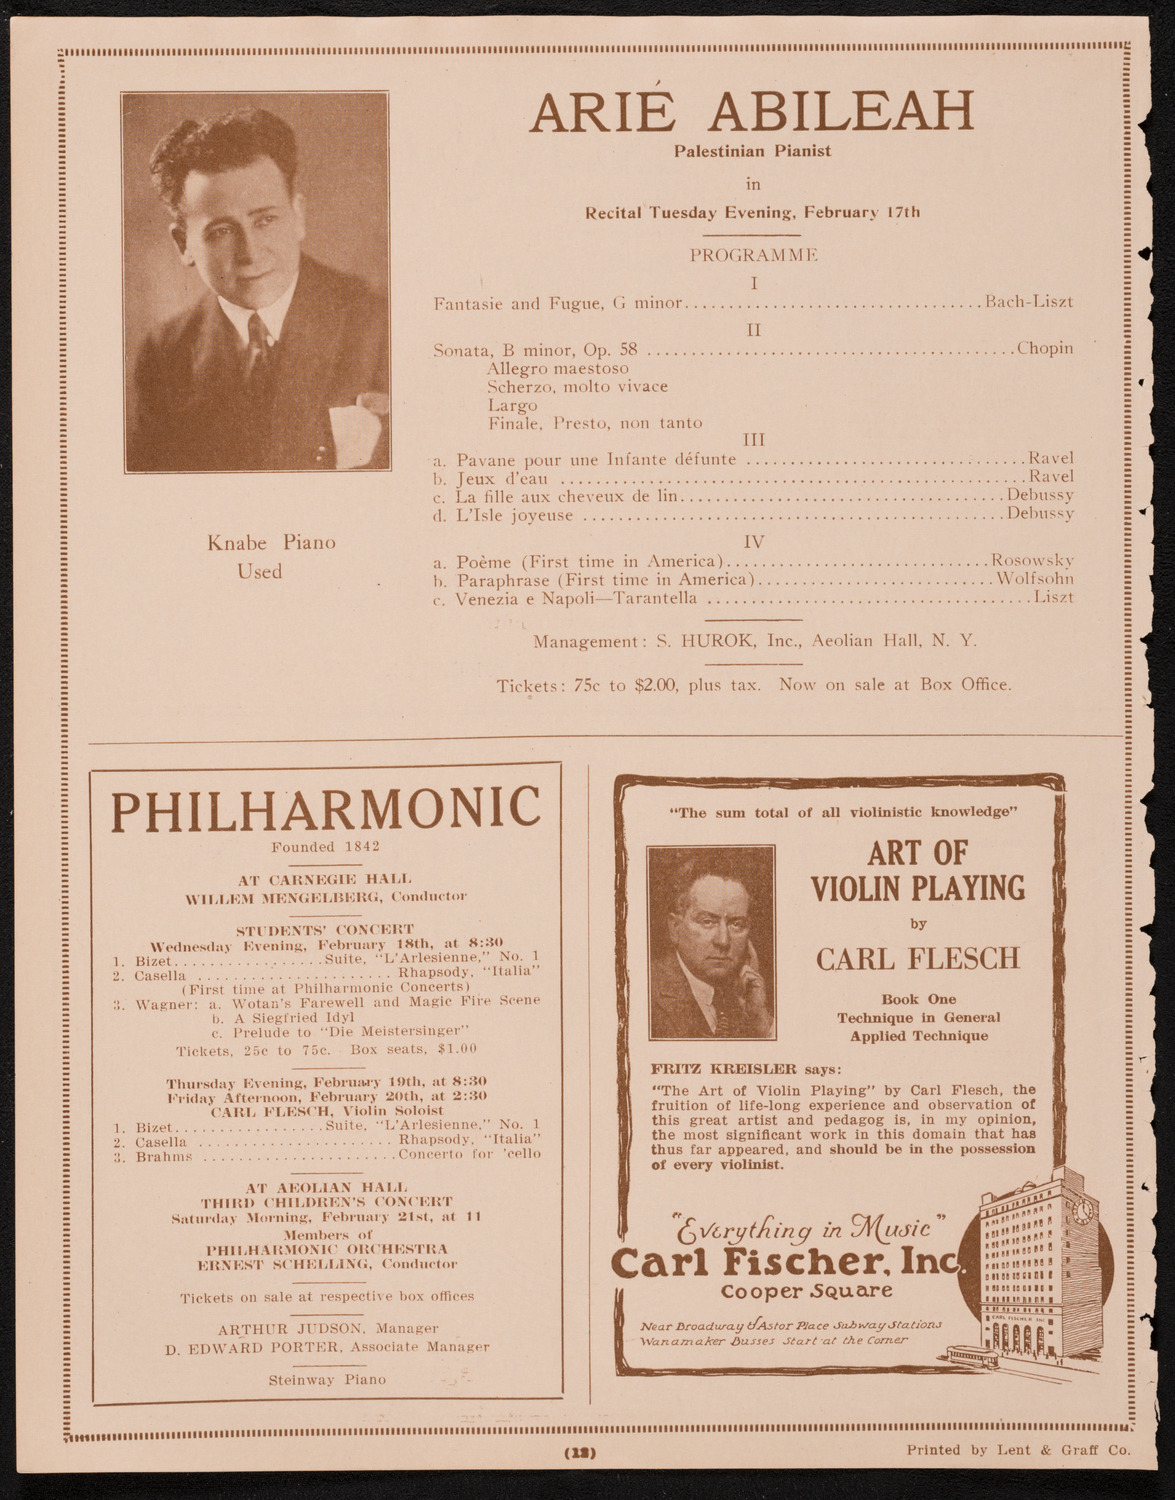 ARIÉ ABILEAH
Palestinian Pianist
in
Recital Tuesday Evening, February 17th
PROGRAMME
I
Fantasie and Fugue, G minor.................................Bach-Liszt
II
Sonata, B minor, Op. 58 .........................................Chopin
Allegro maestoso
Scherzo, molto vivace
Largo
Finale, Presto, non tanto
III
a. Pavane pour une Infante défunte ...............................Ravel
b. Jeux d'eau ....................................................Ravel
c. La fille aux cheveux de lin....................................Debussy
d. L'Isle joyeuse ...............................................Debussy
IV
a. Poème (First time in America).............................Rosowsky
b. Paraphrase (First time in America)..........................Wolfsohn
c. Venezia e Napoli—Tarantella ....................................Liszt
Management: S. HUROK, Inc., Aeolian Hall, N. Y.
Tickets: 75c to $2.00, plus tax. Now on sale at Box Office.
Knabe Piano
Used
PHILHARMONIC
Founded 1842
AT CARNEGIE HALL
WILLEM MENGELBERG, Conductor
STUDENTS' CONCERT
Wednesday Evening, February 18th, at 8:30
1. Bizet.................Suite, "L'Arlesienne," No. 1
2. Casella ...................... Rhapsody, "Italia"
(First time at Philharmonic Concerts)
3. Wagner: a. Wotan's Farewell and Magic Fire Scene
b. A Siegfried Idyl
c. Prelude to "Die Meistersinger"
Tickets, 25c to 75c. Box seats, $1.00
Thursday Evening, February 19th, at 8:30
Friday Afternoon, February 20th, at 2:30
CARL FLESCH, Violin Soloist
1. Bizet.................Suite, "L'Arlesienne," No. 1
2. Casella ...................... Rhapsody, "Italia"
3. Brahms ......................Concerto for 'cello
AT AEOLIAN HALL
THIRD CHILDREN'S CONCERT
Saturday Morning, February 21st, at 11
Members of
PHILHARMONIC ORCHESTRA
ERNEST SCHELLING, Conductor
Tickets on sale at respective box offices
ARTHUR JUDSON, Manager
D. EDWARD PORTER, Associate Manager
Steinway Piano
"The sum total of all violinistic knowledge"
ART OF
VIOLIN PLAYING
by
CARL FLESCH
Book One
Technique in General
Applied Technique
FRITZ KREISLER says:
"The Art of Violin Playing" by Carl Flesch, the
fruition of life-long experience and observation of
this great artist and pedagog is, in my opinion,
the most significant work in this domain that has
thus far appeared, and should be in the possession
of every violinist.
"Everything in Music"
Carl Fischer, Inc.
Cooper Square
Near Broadway & Astor Place Subway Stations
Wanamaker Busses Start at the Corner
CARL FISCHER INC
(12)
Printed by Lent & Graff Co.